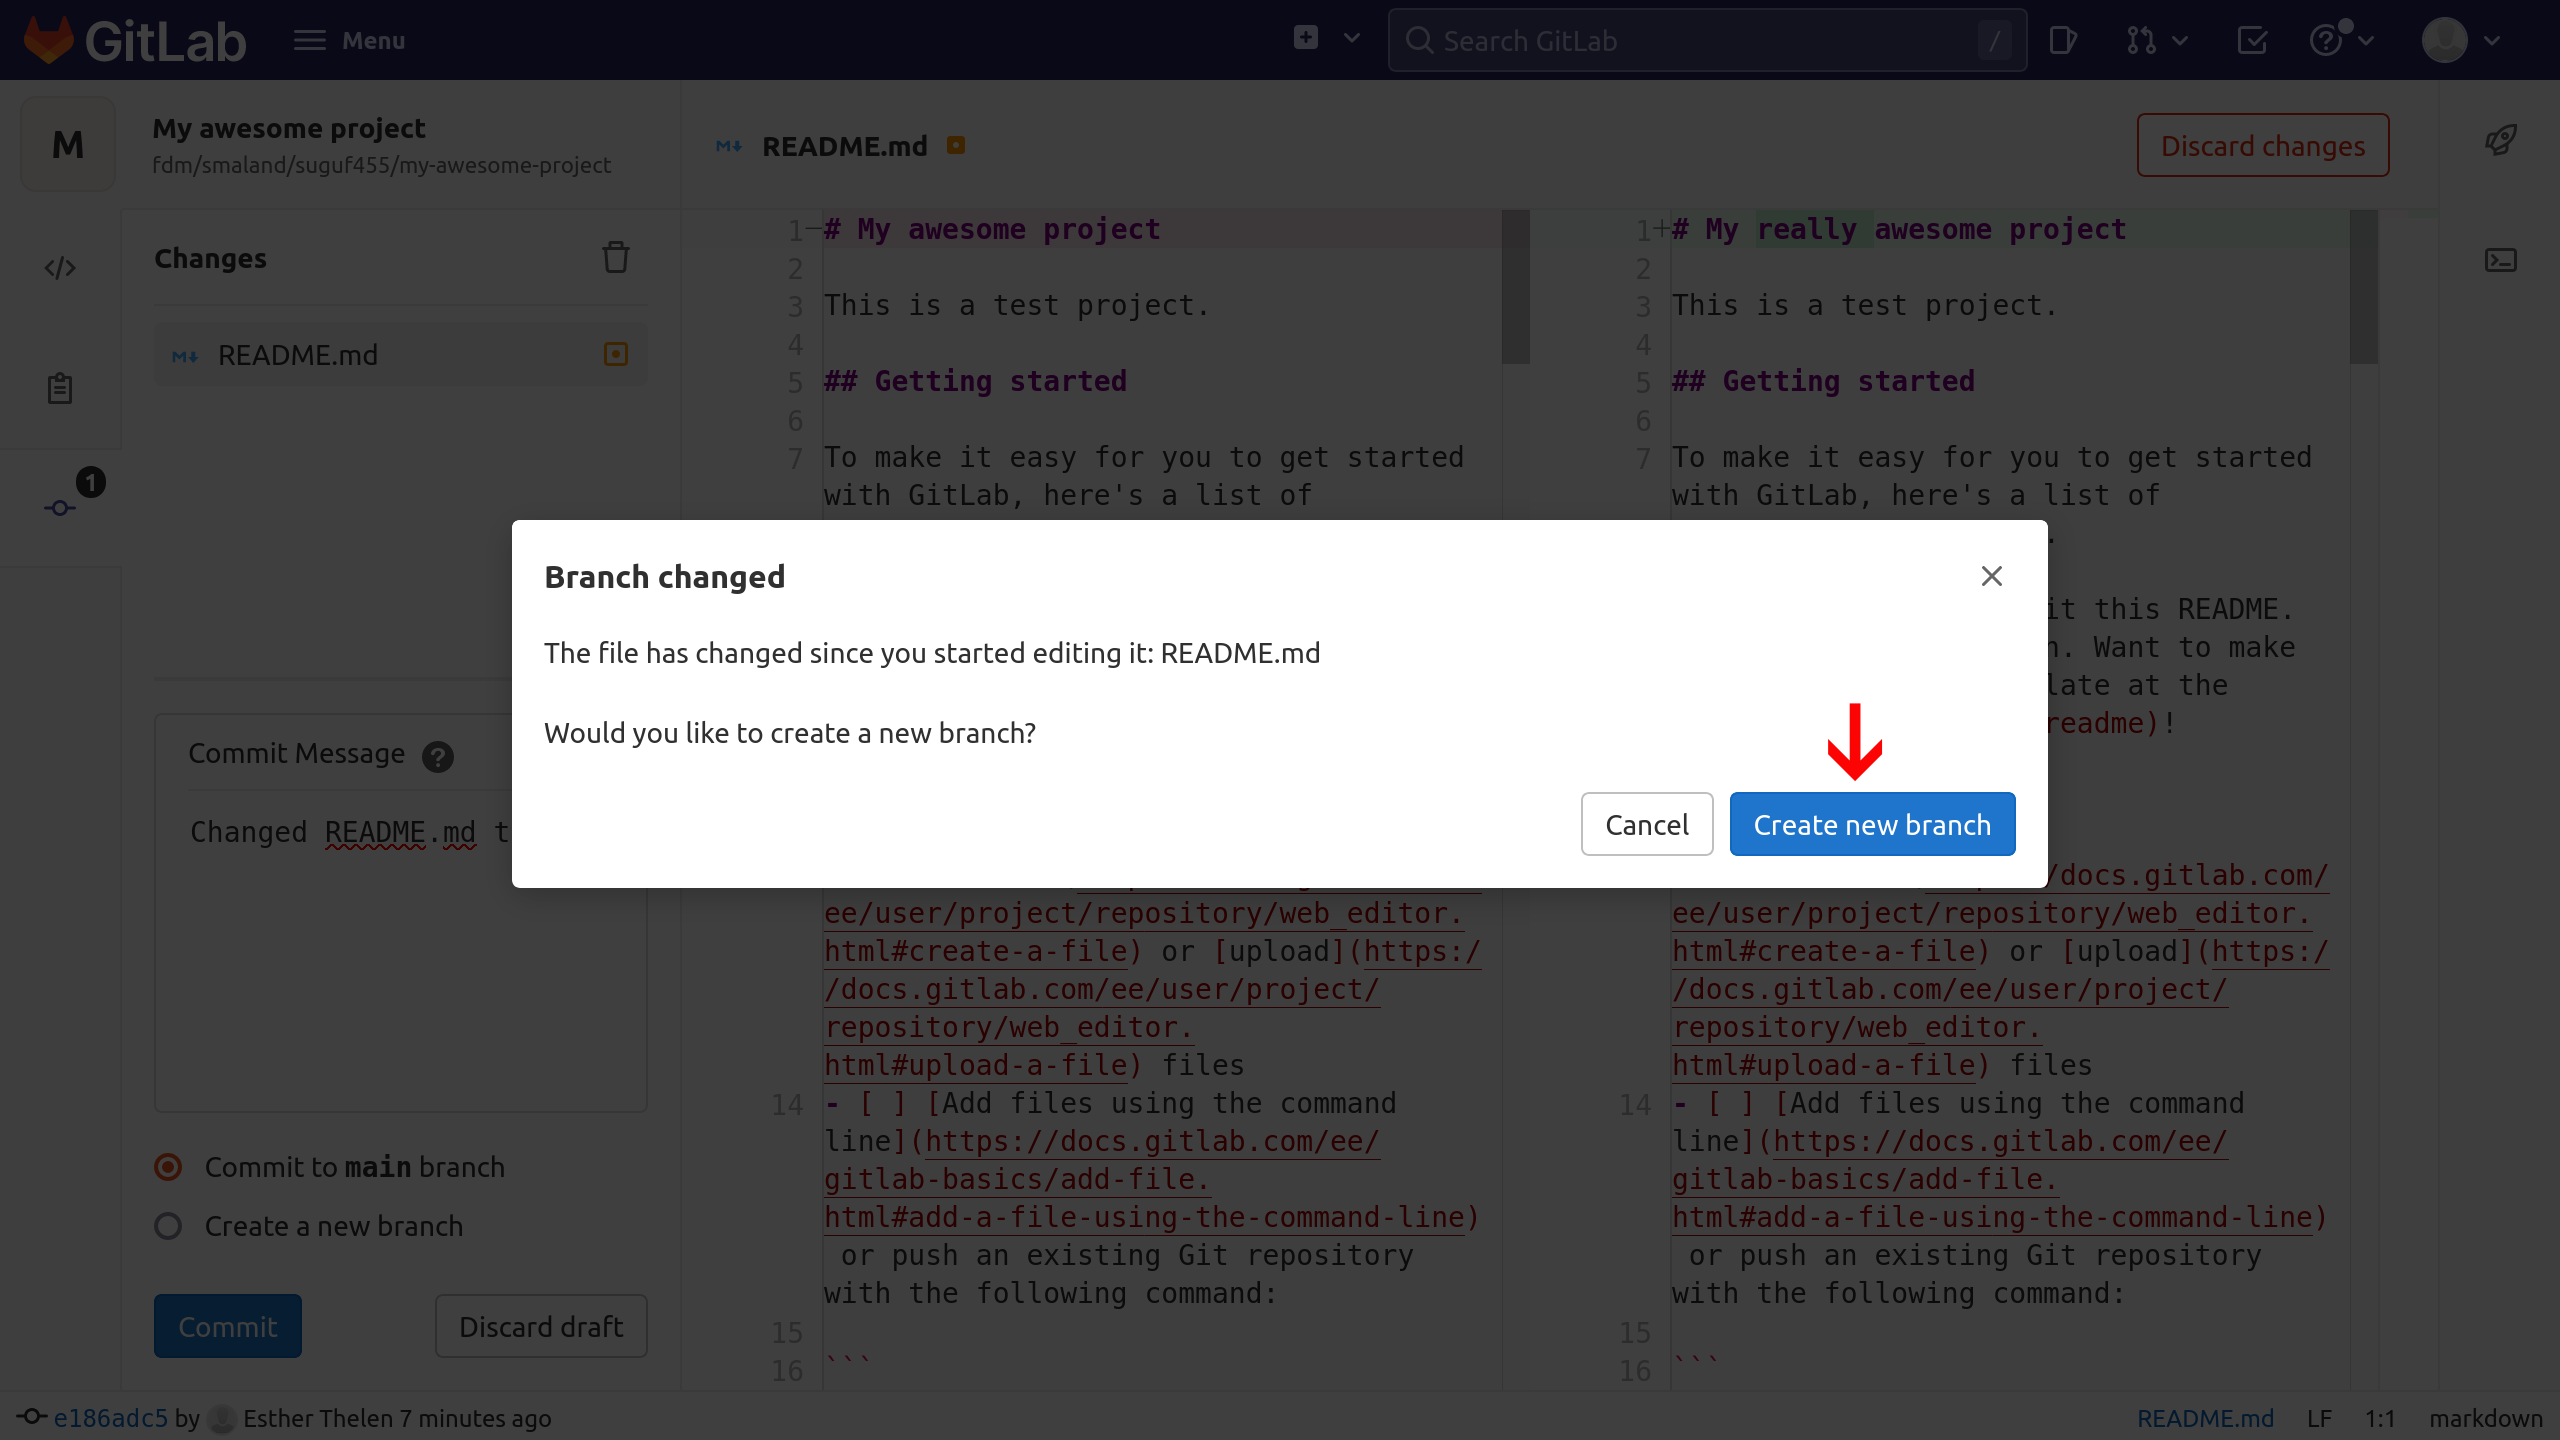 GitLab
Menu
Search GitLab
/
M
My awesome project
fdm/smaland/suguf455/my-awesome-project
README.md
Discard changes
Changes
README.md
1
Commit Message ?
Changed README.md t
Commit to main branch
Create a new branch
Commit
Discard draft
1 # My awesome project
2
3 This is a test project.
4
5 ## Getting started
6
7 To make it easy for you to get started
with GitLab, here's a list of
ee/user/project/repository/web_editor.
html#create-a-file) or [upload](https:/
/docs.gitlab.com/ee/user/project/
repository/web_editor.
html#upload-a-file) files
14 - [ ] [Add files using the command
line](https://docs.gitlab.com/ee/
gitlab-basics/add-file.
html#add-a-file-using-the-command-line)
or push an existing Git repository
with the following command:
15
16 ```
1+ # My really awesome project
2
3 This is a test project.
4
5 ## Getting started
6
7 To make it easy for you to get started
with GitLab, here's a list of
.
it this README.
n. Want to make
late at the
readme)!
/docs.gitlab.com/
ee/user/project/repository/web_editor.
html#create-a-file) or [upload](https:/
/docs.gitlab.com/ee/user/project/
repository/web_editor.
html#upload-a-file) files
14 - [ ] [Add files using the command
line](https://docs.gitlab.com/ee/
gitlab-basics/add-file.
html#add-a-file-using-the-command-line)
or push an existing Git repository
with the following command:
15
16 ```
Branch changed
The file has changed since you started editing it: README.md
Would you like to create a new branch?
Cancel
Create new branch
e186adc5 by Esther Thelen 7 minutes ago
README.md LF 1:1 markdown